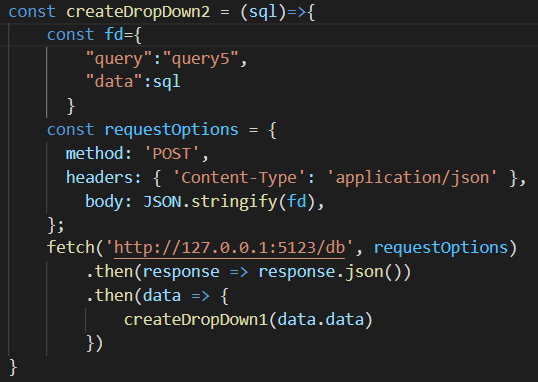 const createDropDown2 = (sql)=>{
    const fd={
        "query":"query5",
        "data":sql
      }
    const requestOptions = {
      method: 'POST',
      headers: { 'Content-Type': 'application/json' },
        body: JSON.stringify(fd),
    };
    fetch('http://127.0.0.1:5123/db', requestOptions)
        .then(response => response.json())
        .then(data => {
            createDropDown1(data.data)
        })
}